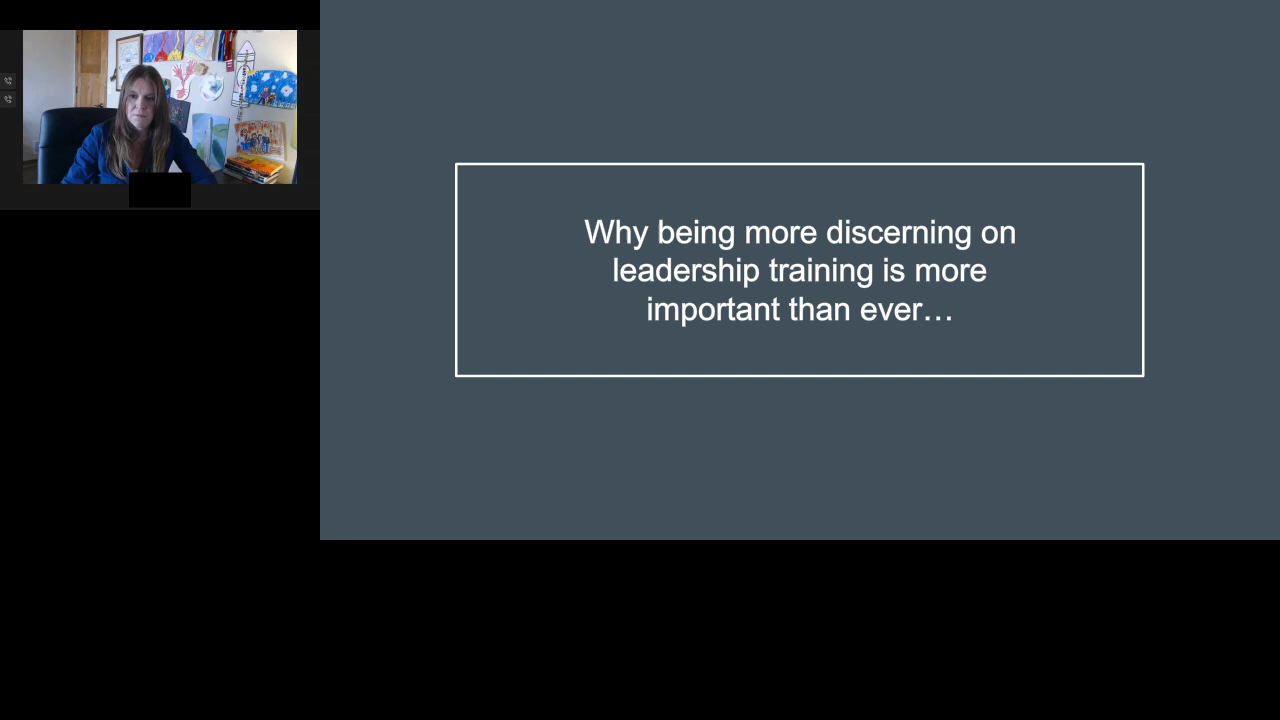 Why being more discerning on
leadership training is more
important than ever…